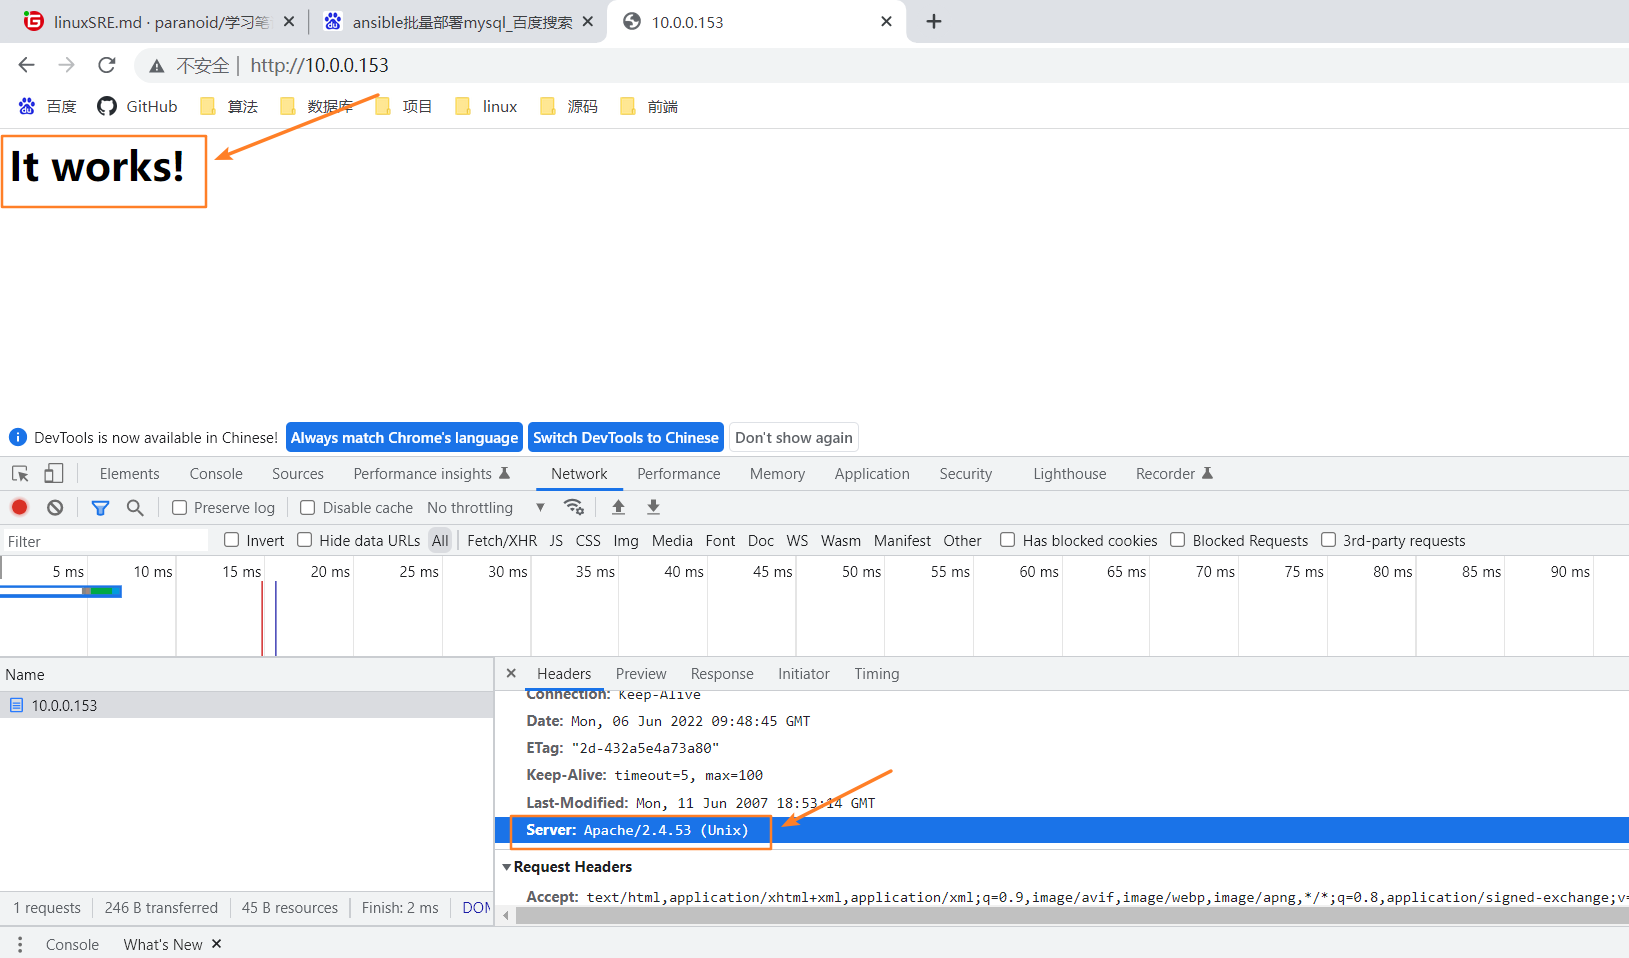 linuxSRE.md · paranoid/学习笔
ansible批量部署mysql_百度搜索
10.0.0.153
不安全 | http://10.0.0.153
百度 GitHub 算法 数据库 项目 linux 源码 前端
It works!
DevTools is now available in Chinese! Always match Chrome's language Switch DevTools to Chinese Don't show again
Elements Console Sources Performance insights Network Performance Memory Application Security Lighthouse Recorder
Preserve log Disable cache No throttling
Filter Invert Hide data URLs All Fetch/XHR JS CSS Img Media Font Doc WS Wasm Manifest Other Has blocked cookies Blocked Requests 3rd-party requests
5 ms 10 ms 15 ms 20 ms 25 ms 30 ms 35 ms 40 ms 45 ms 50 ms 55 ms 60 ms 65 ms 70 ms 75 ms 80 ms 85 ms 90 ms
Name
10.0.0.153
Headers Preview Response Initiator Timing
Connection: Keep-Alive
Date: Mon, 06 Jun 2022 09:48:45 GMT
ETag: "2d-432a5e4a73a80"
Keep-Alive: timeout=5, max=100
Last-Modified: Mon, 11 Jun 2007 18:53:14 GMT
Server: Apache/2.4.53 (Unix)
Request Headers
Accept: text/html,application/xhtml+xml,application/xml;q=0.9,image/avif,image/webp,image/apng,*/*;q=0.8,application/signed-exchange;v=
1 requests 246 B transferred 45 B resources Finish: 2 ms DOM
Console What's New